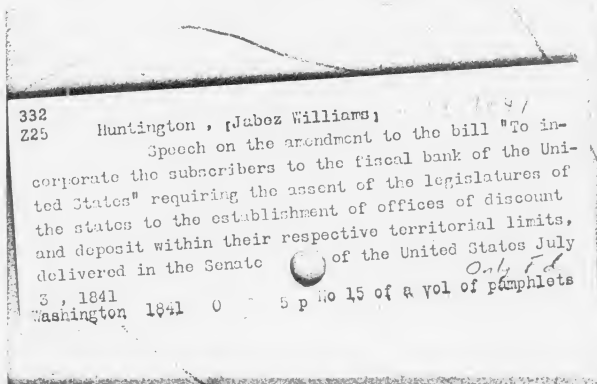 332
Z25 Huntington , [Jabez Williams]
Speech on the amendment to the bill "To in-
corporate the subscribers to the fiscal bank of the Uni-
ted States" requiring the assent of the legislatures of
the states to the establishment of offices of discount
and deposit within their respective territorial limits,
delivered in the Senate of the United States July
3 , 1841 Only Ed
Washington 1841 O 5 p No 15 of a vol of pamphlets